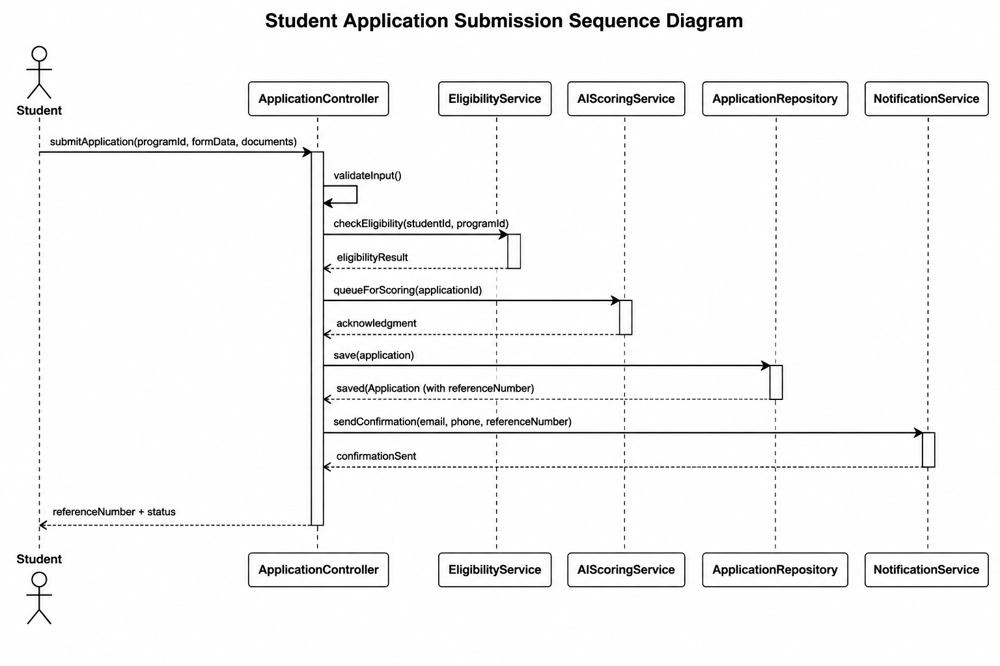 Student Application Submission Sequence Diagram
Student
ApplicationController
EligibilityService
AIScoringService
ApplicationRepository
NotificationService
submitApplication(programId, formData, documents)
validateInput()
checkEligibility(studentId, programId)
eligibilityResult
queueForScoring(applicationId)
acknowledgment
save(application)
saved(Application (with referenceNumber)
sendConfirmation(email, phone, referenceNumber)
confirmationSent
referenceNumber + status
Student
ApplicationController
EligibilityService
AIScoringService
ApplicationRepository
NotificationService